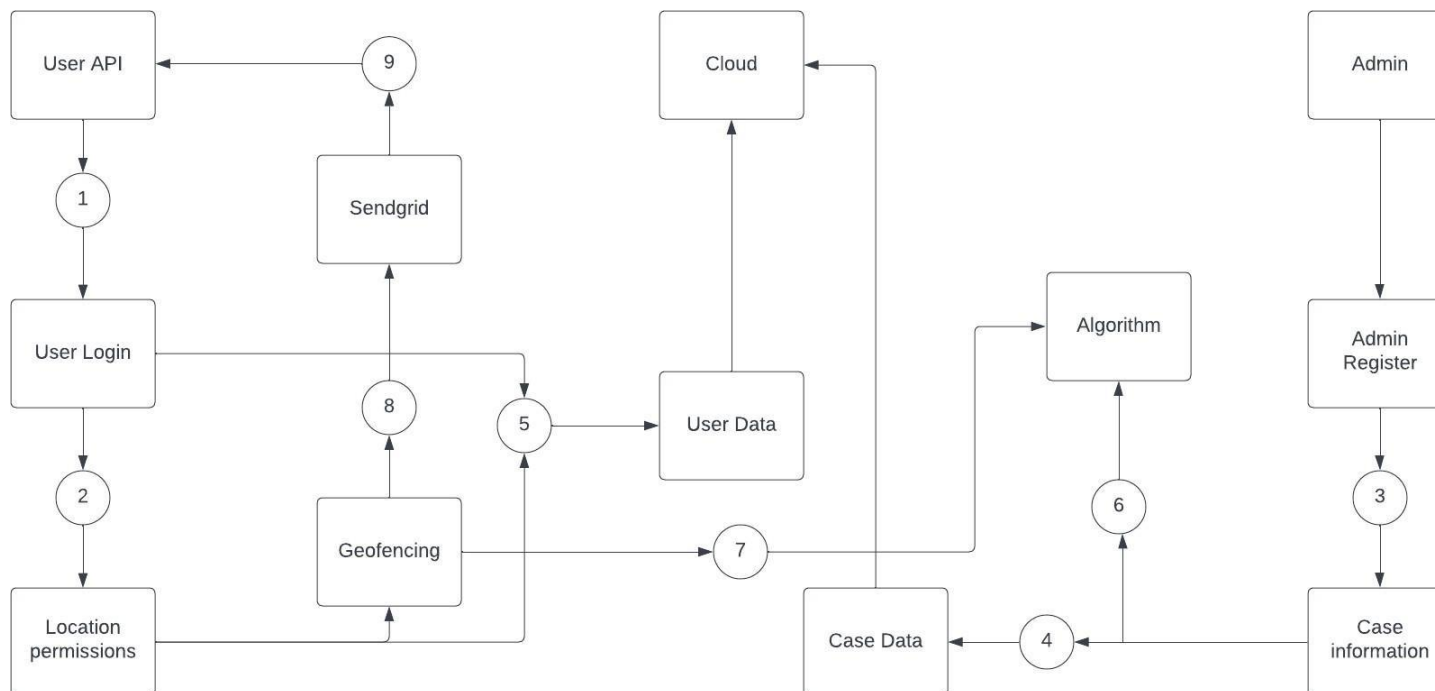 User API
9
Cloud
Admin
1
Sendgrid
User Login
Algorithm
Admin
Register
8
5
User Data
2
6
3
Geofencing
7
Location
permissions
Case Data
4
Case
information